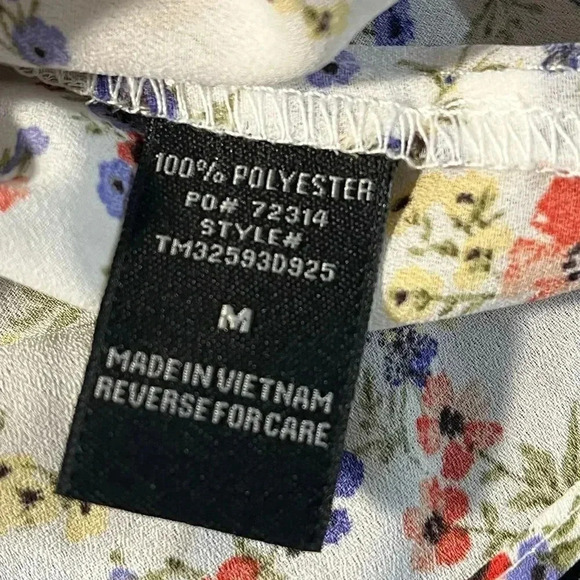 100% POLYESTER
PO# 72314
STYLE#
TM32593D925
M
MADE IN VIETNAM
REVERSE FOR CARE